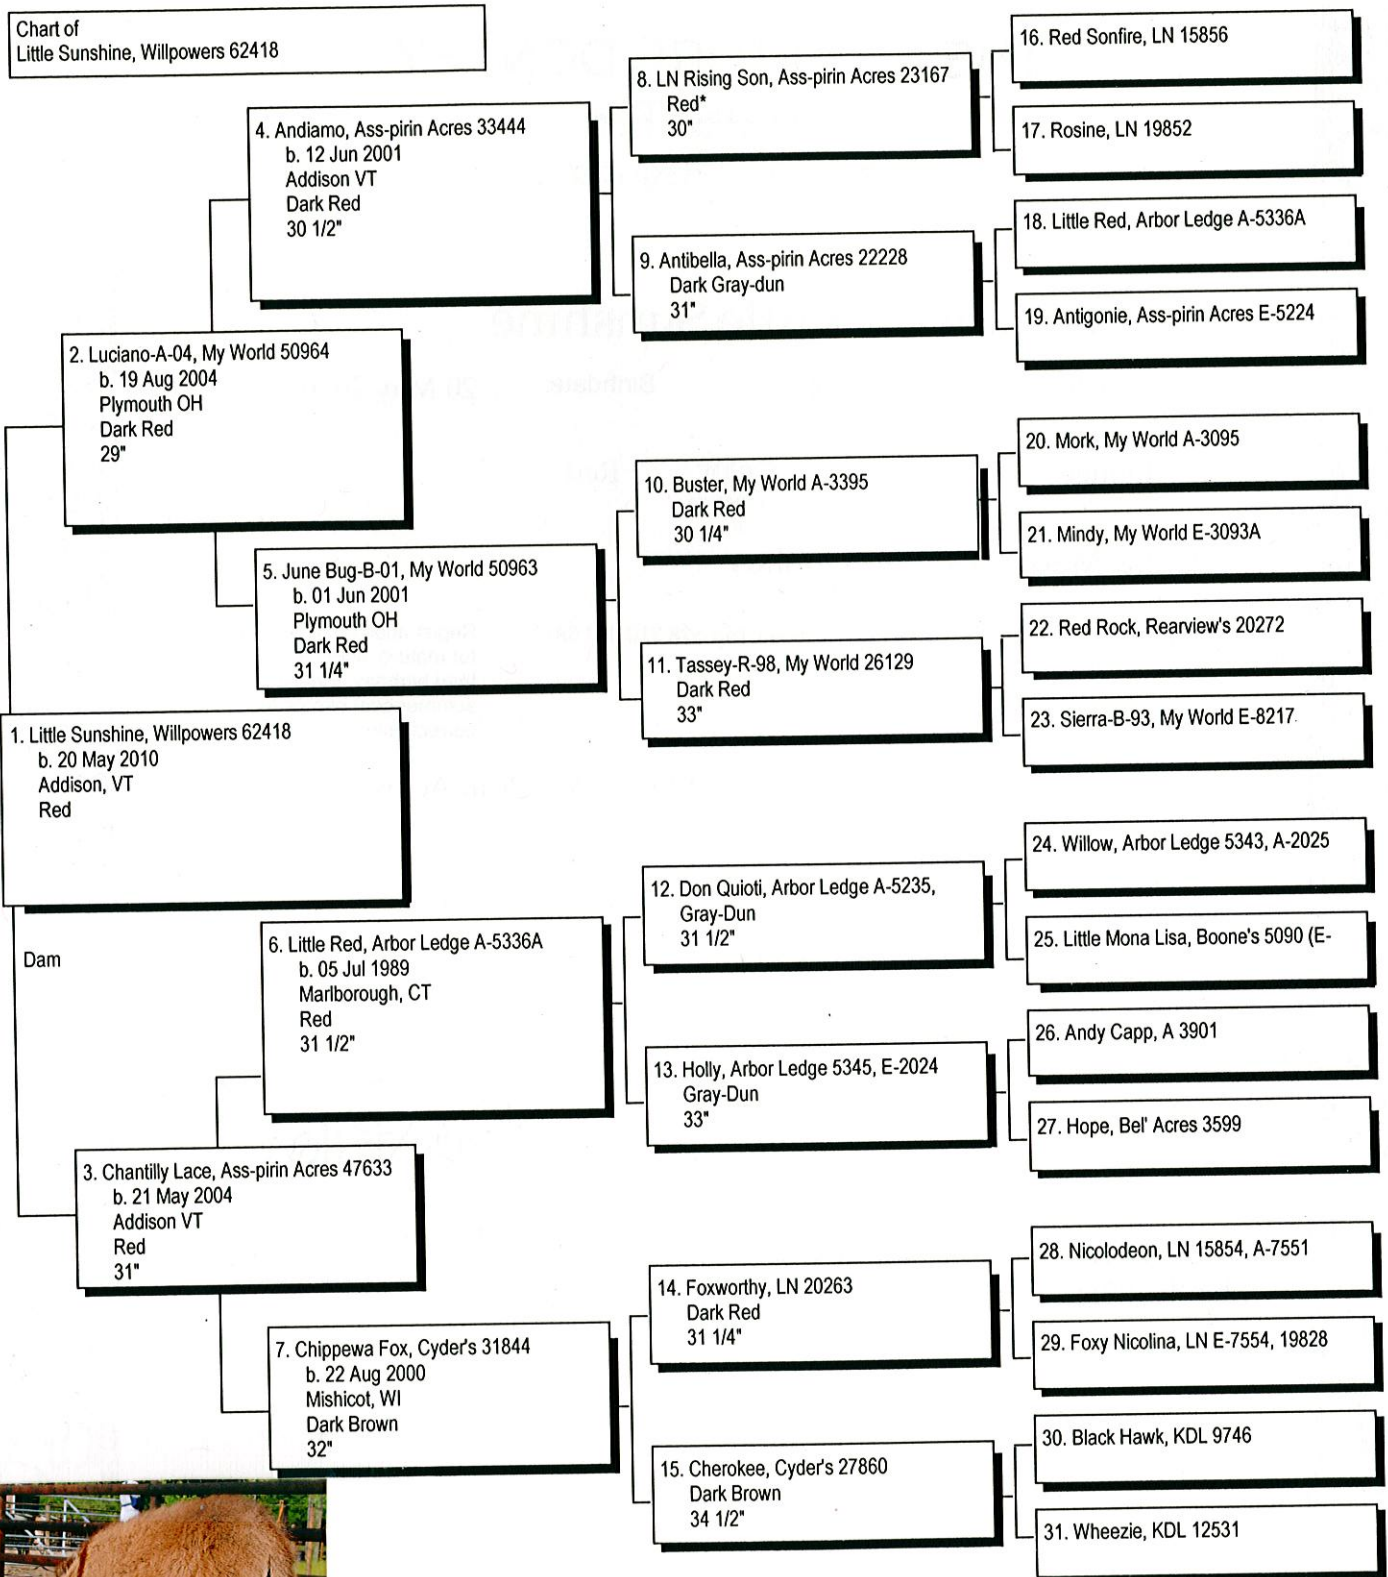 Chart of
Little Sunshine, Willpowers 62418
1. Little Sunshine, Willpowers 62418
b. 20 May 2010
Addison, VT
Red
Dam
2. Luciano-A-04, My World 50964
b. 19 Aug 2004
Plymouth OH
Dark Red
29"
3. Chantilly Lace, Ass-pirin Acres 47633
b. 21 May 2004
Addison VT
Red
31"
4. Andiamo, Ass-pirin Acres 33444
b. 12 Jun 2001
Addison VT
Dark Red
30 1/2"
5. June Bug-B-01, My World 50963
b. 01 Jun 2001
Plymouth OH
Dark Red
31 1/4"
6. Little Red, Arbor Ledge A-5336A
b. 05 Jul 1989
Marlborough, CT
Red
31 1/2"
7. Chippewa Fox, Cyder's 31844
b. 22 Aug 2000
Mishicot, WI
Dark Brown
32"
8. LN Rising Son, Ass-pirin Acres 23167
Red*
30"
9. Antibella, Ass-pirin Acres 22228
Dark Gray-dun
31"
10. Buster, My World A-3395
Dark Red
30 1/4"
11. Tassey-R-98, My World 26129
Dark Red
33"
12. Don Quioti, Arbor Ledge A-5235,
Gray-Dun
31 1/2"
13. Holly, Arbor Ledge 5345, E-2024
Gray-Dun
33"
14. Foxworthy, LN 20263
Dark Red
31 1/4"
15. Cherokee, Cyder's 27860
Dark Brown
34 1/2"
16. Red Sonfire, LN 15856
17. Rosine, LN 19852
18. Little Red, Arbor Ledge A-5336A
19. Antigonie, Ass-pirin Acres E-5224
20. Mork, My World A-3095
21. Mindy, My World E-3093A
22. Red Rock, Rearview's 20272
23. Sierra-B-93, My World E-8217
24. Willow, Arbor Ledge 5343, A-2025
25. Little Mona Lisa, Boone's 5090 (E-
26. Andy Capp, A 3901
27. Hope, Bel' Acres 3599
28. Nicolodeon, LN 15854, A-7551
29. Foxy Nicolina, LN E-7554, 19828
30. Black Hawk, KDL 9746
31. Wheezie, KDL 12531